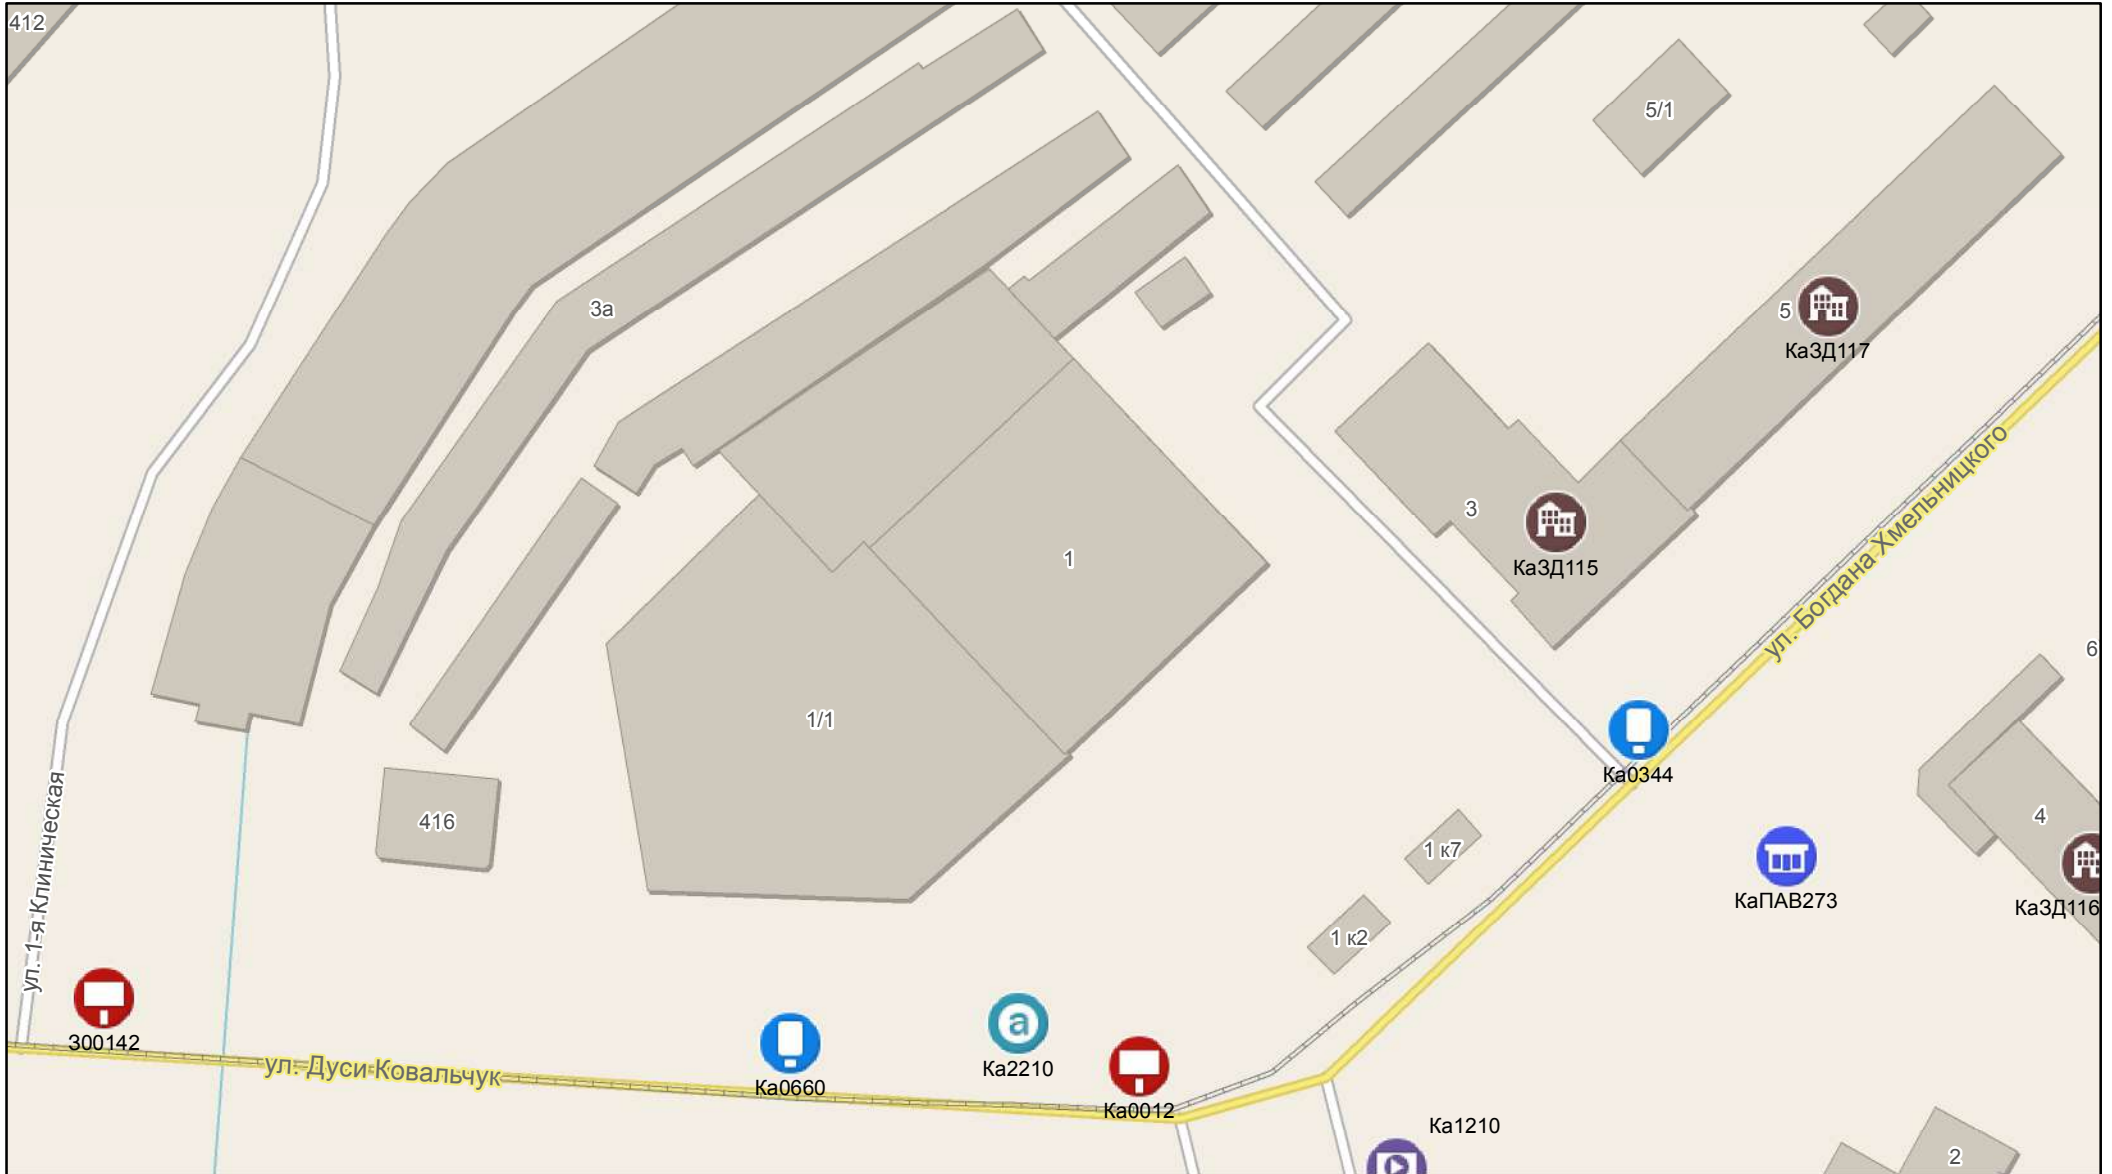 412
5/1
3а
5
КаЗД117
ул. Богдана Хмельницкого
3
КаЗД115
1
6
1/1
Ка0344
416
4
1 к7
КаПАВ273
КаЗД116
ул. 1-я Клиническая
1 к2
300142
а
Ка2210
ул. Дуси Ковальчук
Ка0660
Ка0012
Ка1210
2